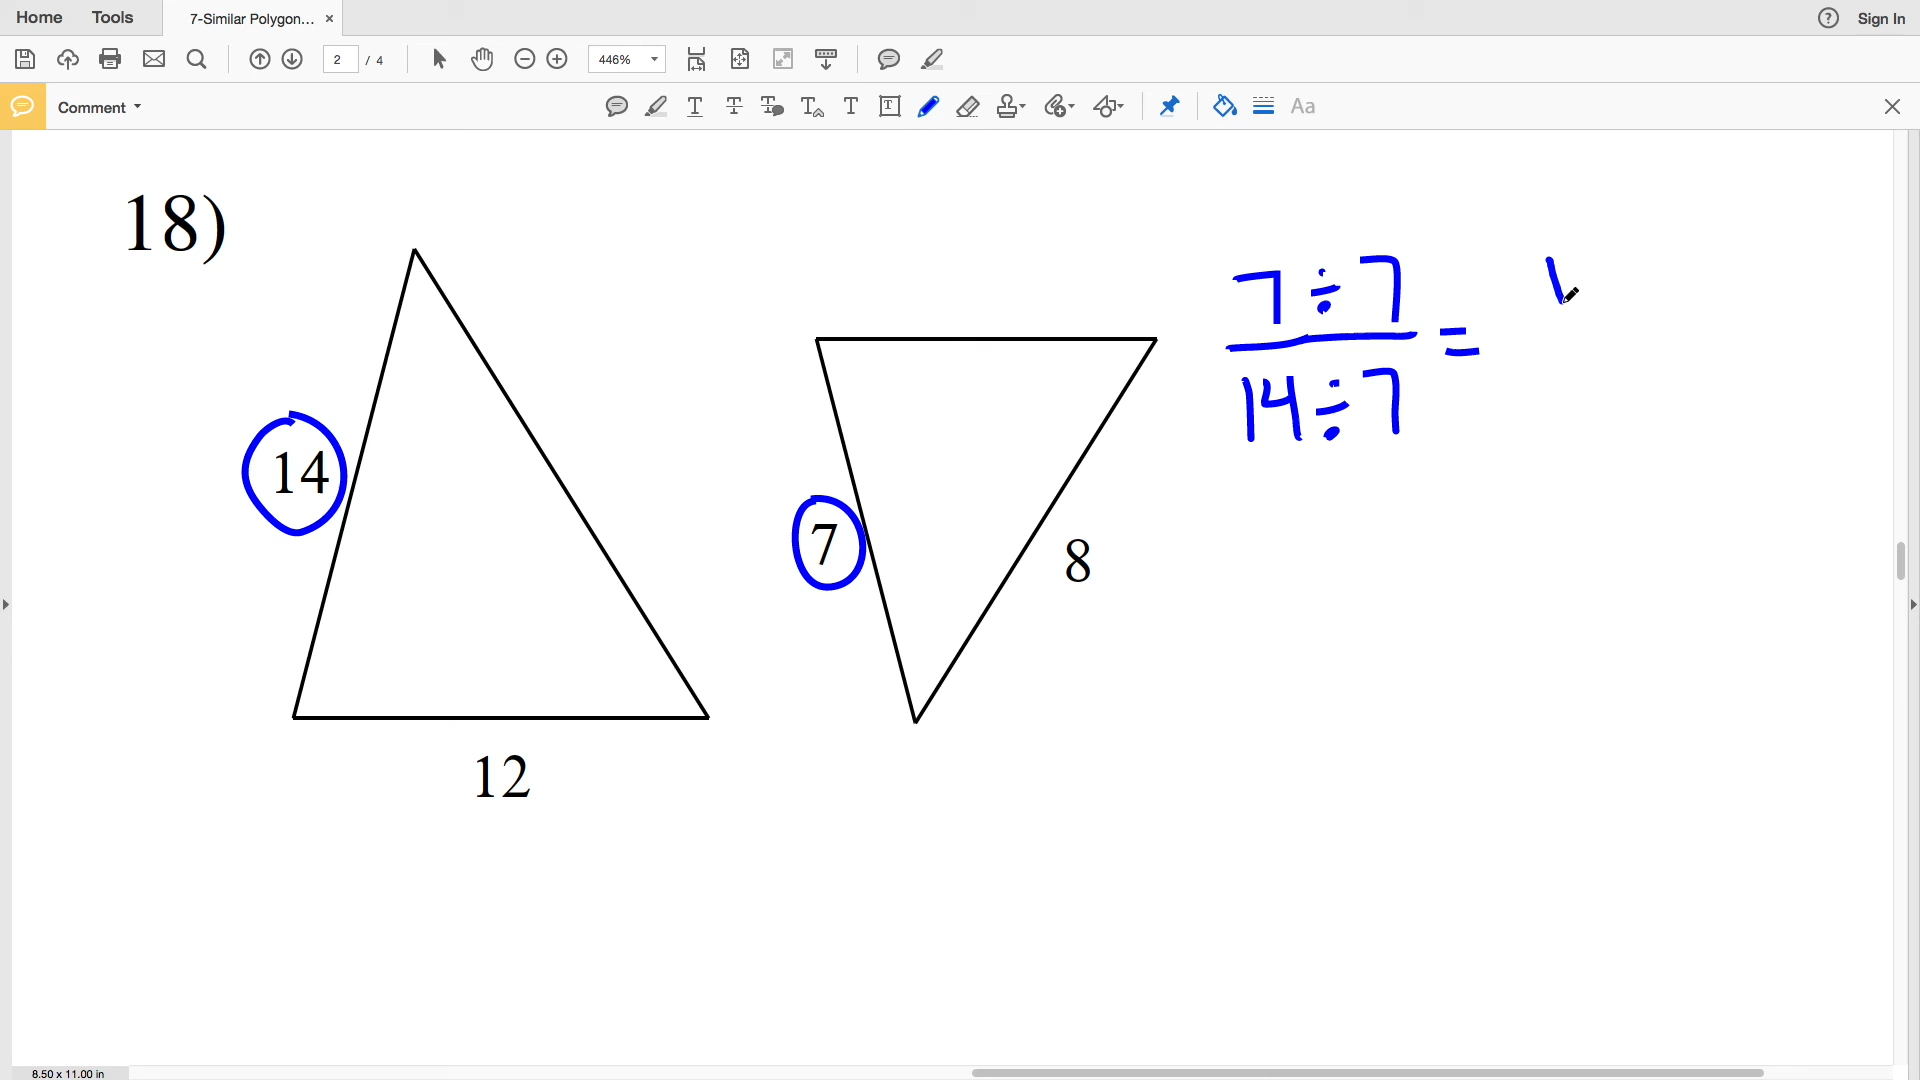 Home Tools 7-Similar Polygon... × ? Sign In
2 / 4 446%
Comment T T T T T T Aa
18)
7 ÷ 7
14 ÷ 7
=
14
7
8
12
8.50 x 11.00 in